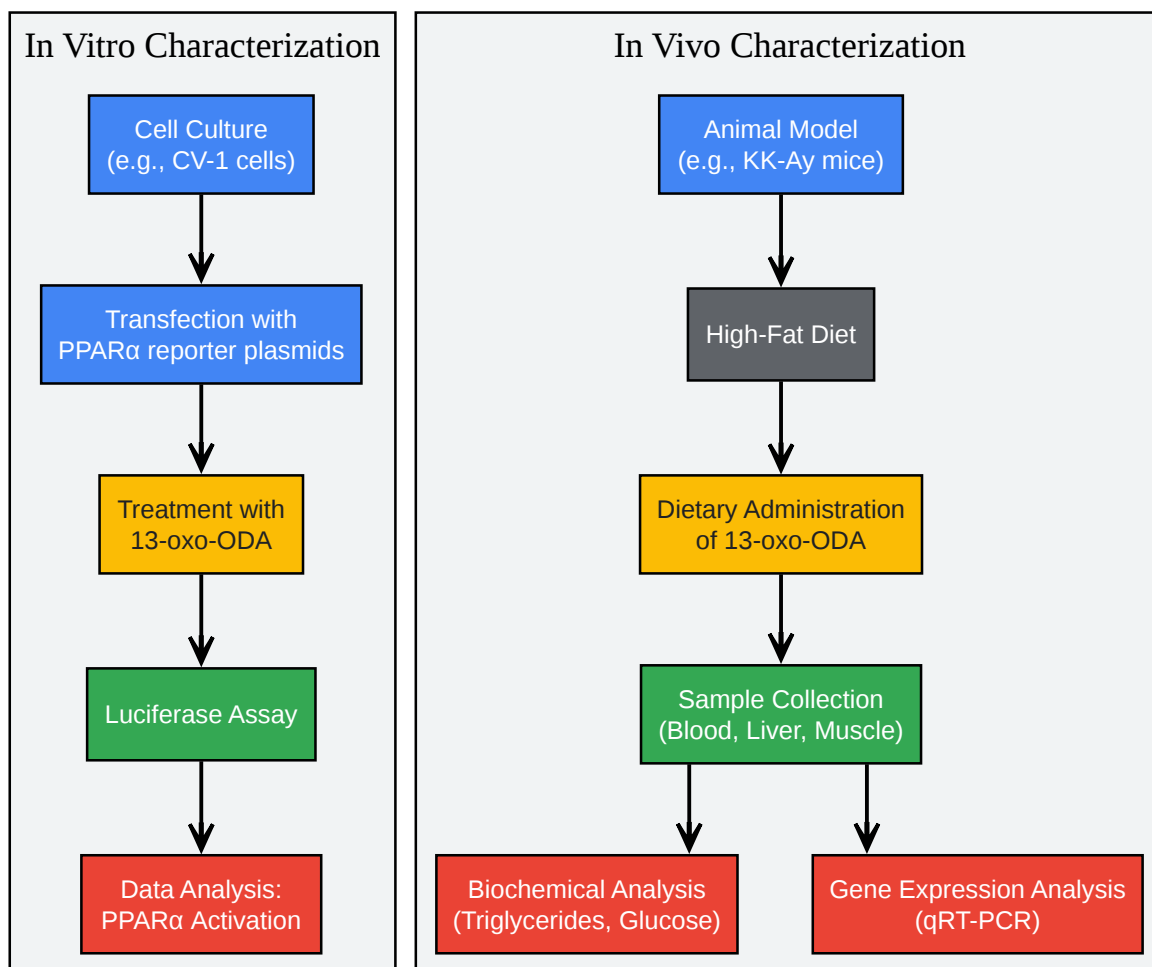 In Vitro Characterization
Cell Culture
(e.g., CV-1 cells)
Transfection with
PPARα reporter plasmids
Treatment with
13-oxo-ODA
Luciferase Assay
Data Analysis:
PPARα Activation
In Vivo Characterization
Animal Model
(e.g., KK-Ay mice)
High-Fat Diet
Dietary Administration
of 13-oxo-ODA
Sample Collection
(Blood, Liver, Muscle)
Biochemical Analysis
(Triglycerides, Glucose)
Gene Expression Analysis
(qRT-PCR)